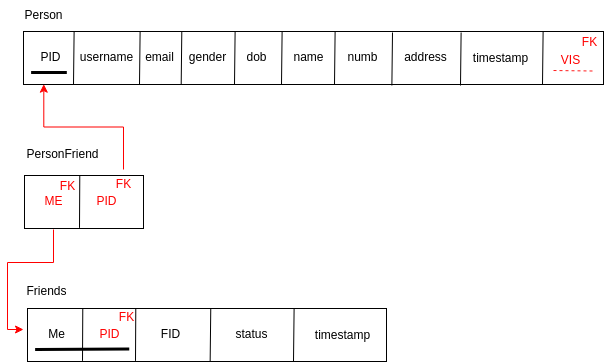 Person
FK
PID username email gender dob name numb address timestamp VIS
PersonFriend
FK FK
ME PID
Friends
FK
Me PID FID status timestamp